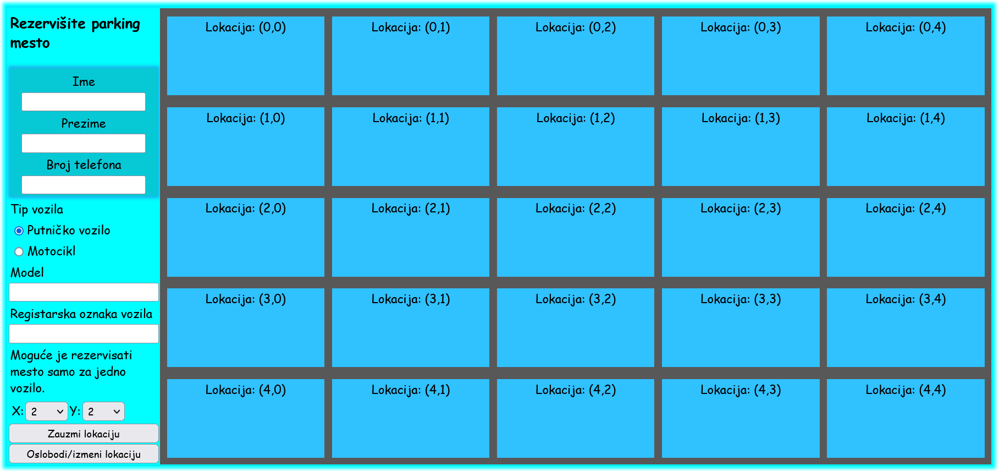 Rezervišite parking
mesto
Ime
Prezime
Broj telefona
Tip vozila
Putničko vozilo
Motocikl
Model
Registarska oznaka vozila
Moguće je rezervisati
mesto samo za jedno
vozilo.
X: 2 Y: 2
Zauzmi lokaciju
Oslobodi/izmeni lokaciju
Lokacija: (0,0) Lokacija: (0,1) Lokacija: (0,2) Lokacija: (0,3) Lokacija: (0,4)
Lokacija: (1,0) Lokacija: (1,1) Lokacija: (1,2) Lokacija: (1,3) Lokacija: (1,4)
Lokacija: (2,0) Lokacija: (2,1) Lokacija: (2,2) Lokacija: (2,3) Lokacija: (2,4)
Lokacija: (3,0) Lokacija: (3,1) Lokacija: (3,2) Lokacija: (3,3) Lokacija: (3,4)
Lokacija: (4,0) Lokacija: (4,1) Lokacija: (4,2) Lokacija: (4,3) Lokacija: (4,4)